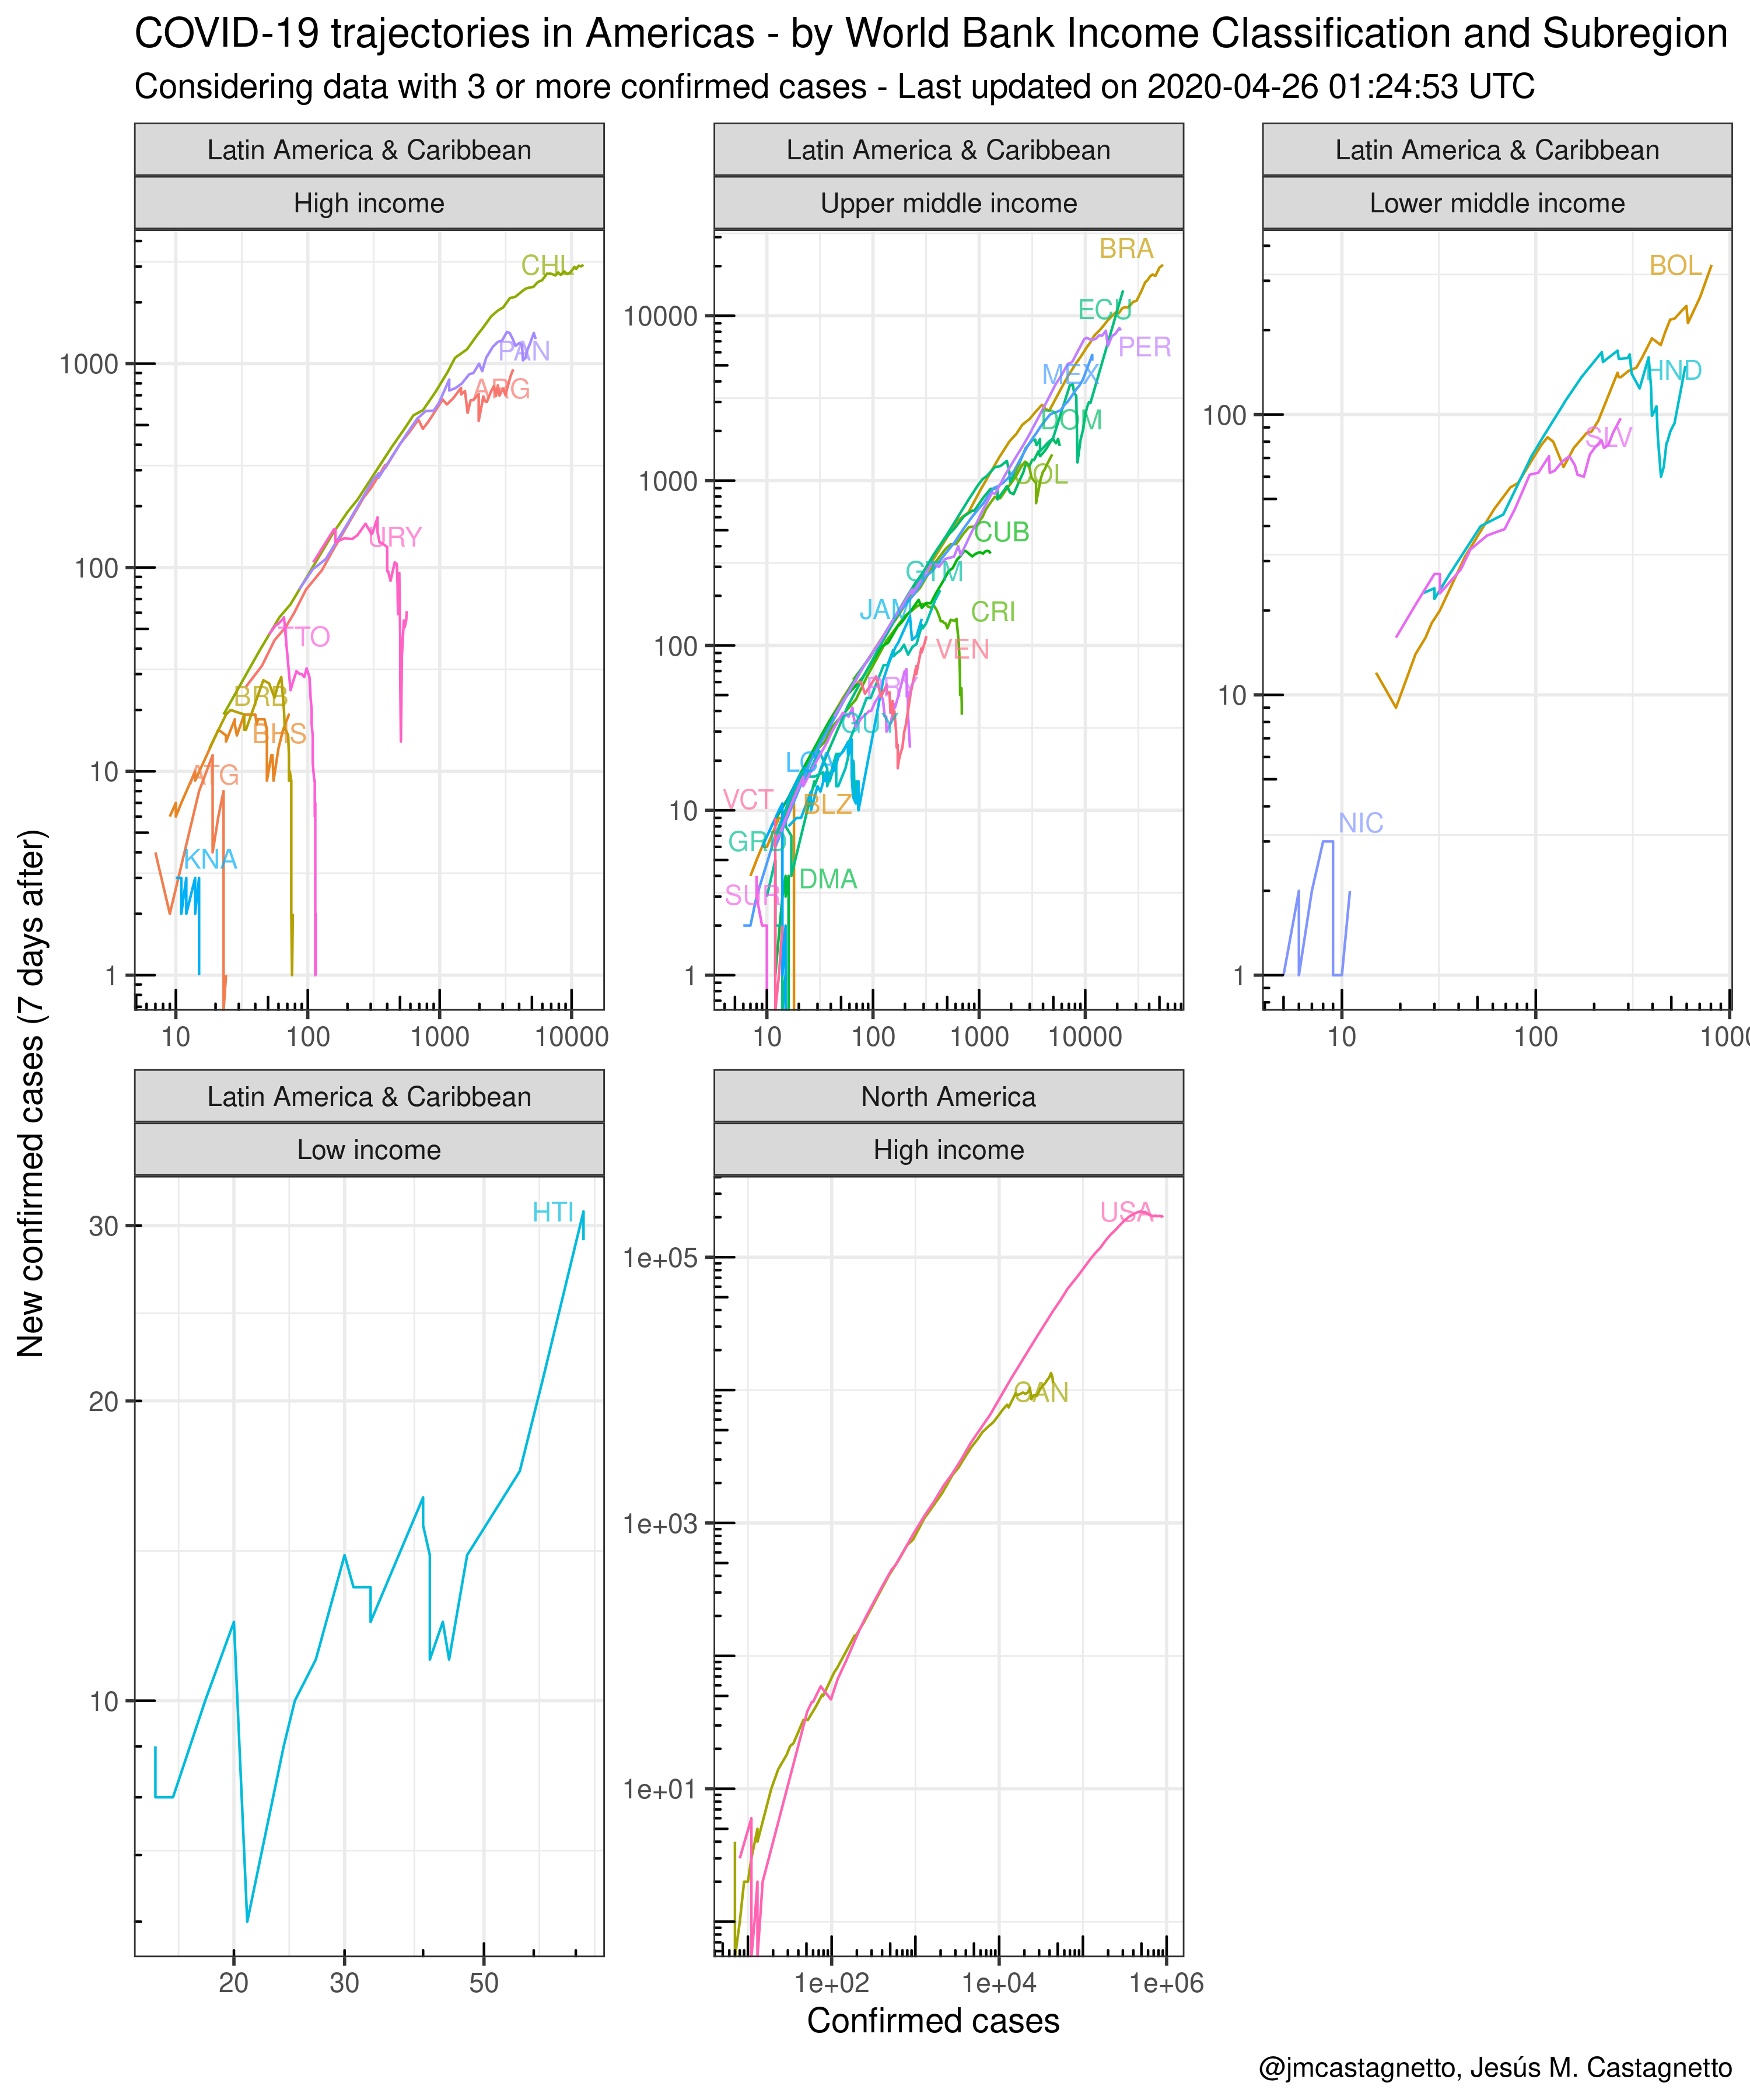 COVID-19 trajectories in Americas - by World Bank Income Classification and Subregion
Considering data with 3 or more confirmed cases - Last updated on 2020-04-26 01:24:53 UTC
New confirmed cases (7 days after)
Latin America & Caribbean
High income
CHL
PAN
ARG
URY
TTO
BRB
BHS
ATG
KNA
1000
100
10
1
10 100 1000 10000
Latin America & Caribbean
Upper middle income
BRA
ECU
PER
MEX
DOM
COL
CUB
GTM
JAM
CRI
VEN
PRY
GUY
LCA
VCT
BLZ
GRD
DMA
SUR
10000
1000
100
10
1
10 100 1000 10000
Latin America & Caribbean
Lower middle income
BOL
HND
SLV
NIC
100
10
1
10 100
Latin America & Caribbean
Low income
HTI
30
20
10
20 30 50
North America
High income
USA
CAN
1e+05
1e+03
1e+01
1e+02 1e+04 1e+06
Confirmed cases
@jmcastagnetto, Jesús M. Castagnetto